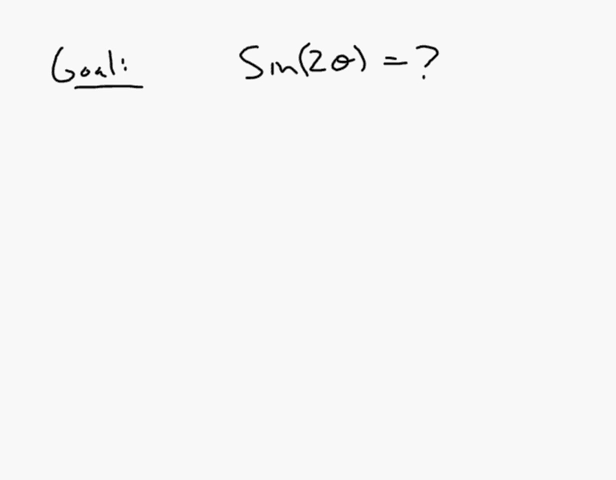 Goal: Sin(2θ) = ?